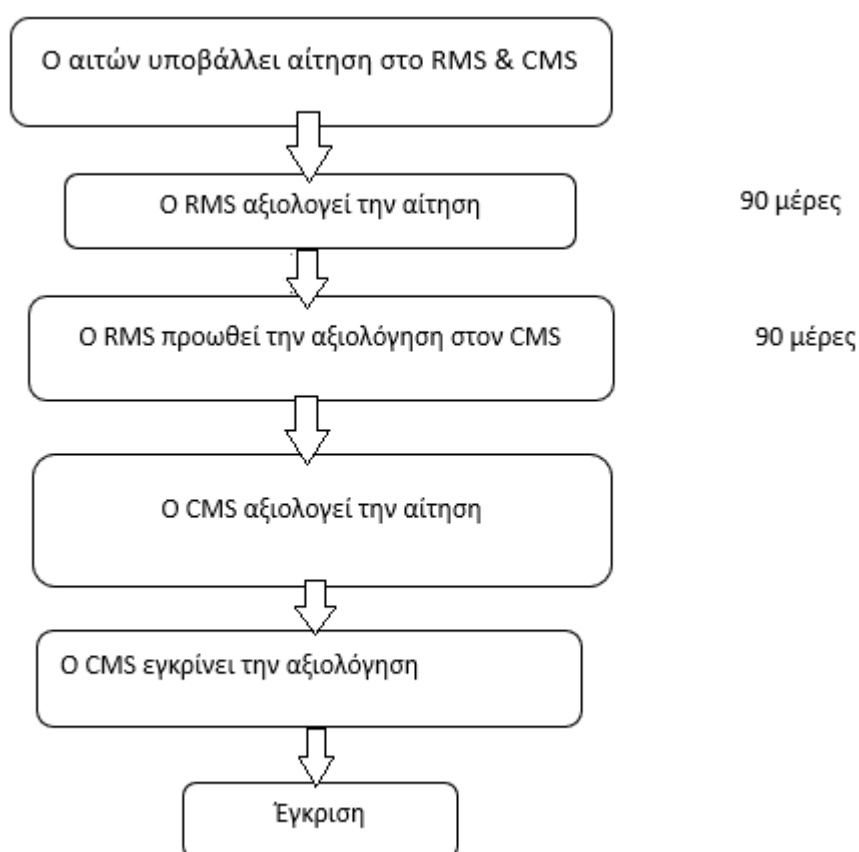 Ο αιτών υποβάλλει αίτηση στο RMS & CMS
Ο RMS αξιολογεί την αίτηση
90 μέρες
Ο RMS προωθεί την αξιολόγηση στον CMS
90 μέρες
Ο CMS αξιολογεί την αίτηση
Ο CMS εγκρίνει την αξιολόγηση
Έγκριση